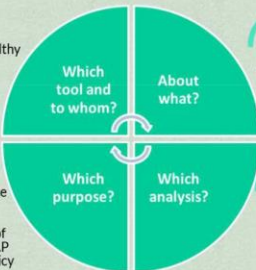 lthy
Which
tool and
to whom?
About
what?
Which
purpose?
Which
analysis?
e
of
P
icy